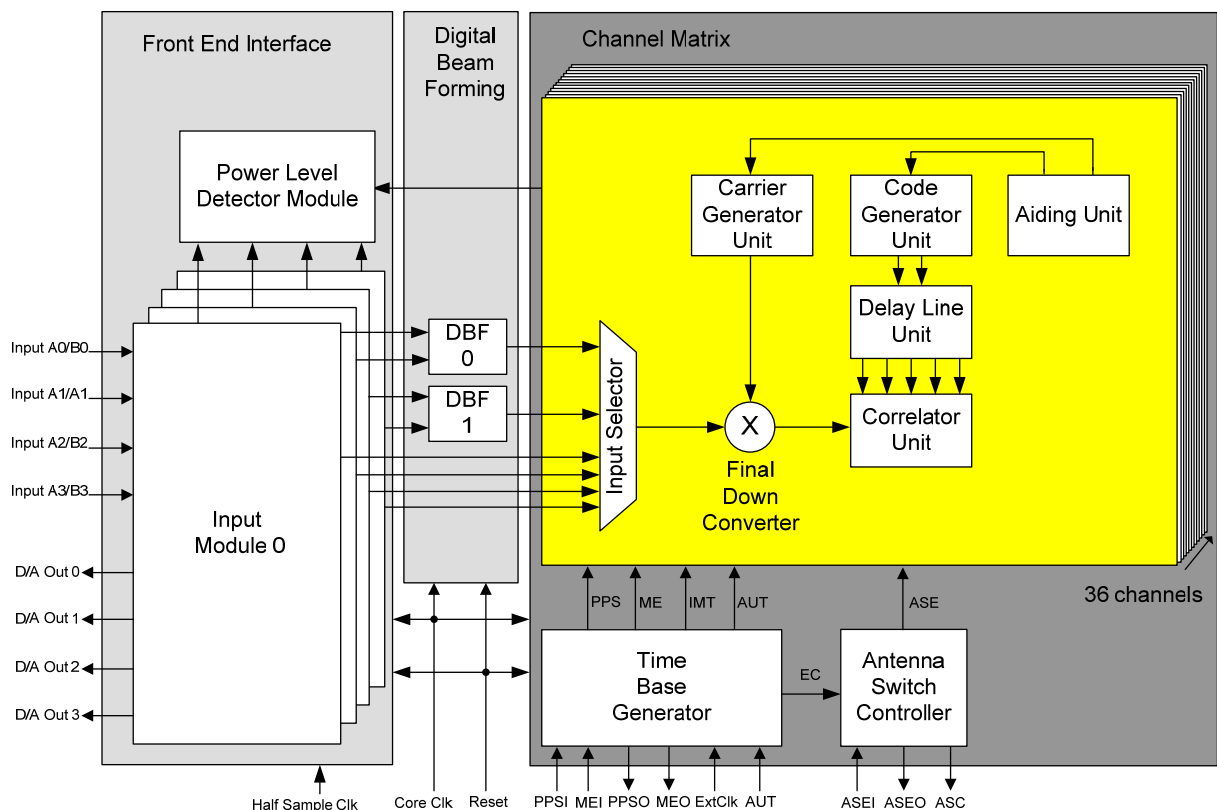 Front End Interface
Digital
Beam
Forming
Channel Matrix
Power Level
Detector Module
Carrier
Generator
Unit
Code
Generator
Unit
Aiding Unit
Delay Line
Unit
Correlator
Unit
DBF
0
DBF
1
Input Selector
X
Final
Down
Converter
Input A0/B0
Input A1/A1
Input A2/B2
Input A3/B3
Input
Module 0
D/A Out 0
D/A Out 1
D/A Out 2
D/A Out 3
36 channels
PPS
ME
IMT
AUT
ASE
Time
Base
Generator
EC
Antenna
Switch
Controller
Half Sample Clk
Core Clk
Reset
PPSI
MEI
PPSO
MEO
ExtClk
AUT
ASEI
ASEO
ASC